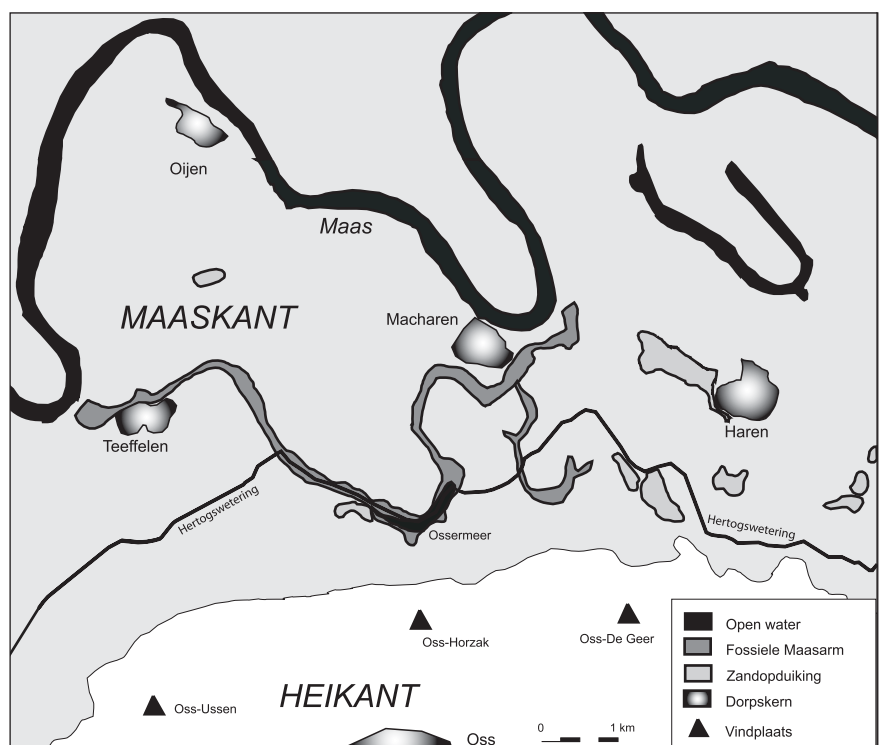 Oijen
Maas
MAASKANT
Macharen
Haren
Teeffelen
Hertogswetering
Ossermeer
Hertogswetering
Oss-Horzak
Oss-De Geer
HEIKANT
Oss-Ussen
Oss
0 1 km
Open water
Fossiele Maasarm
Zandopduiking
Dorpskern
Vindplaats